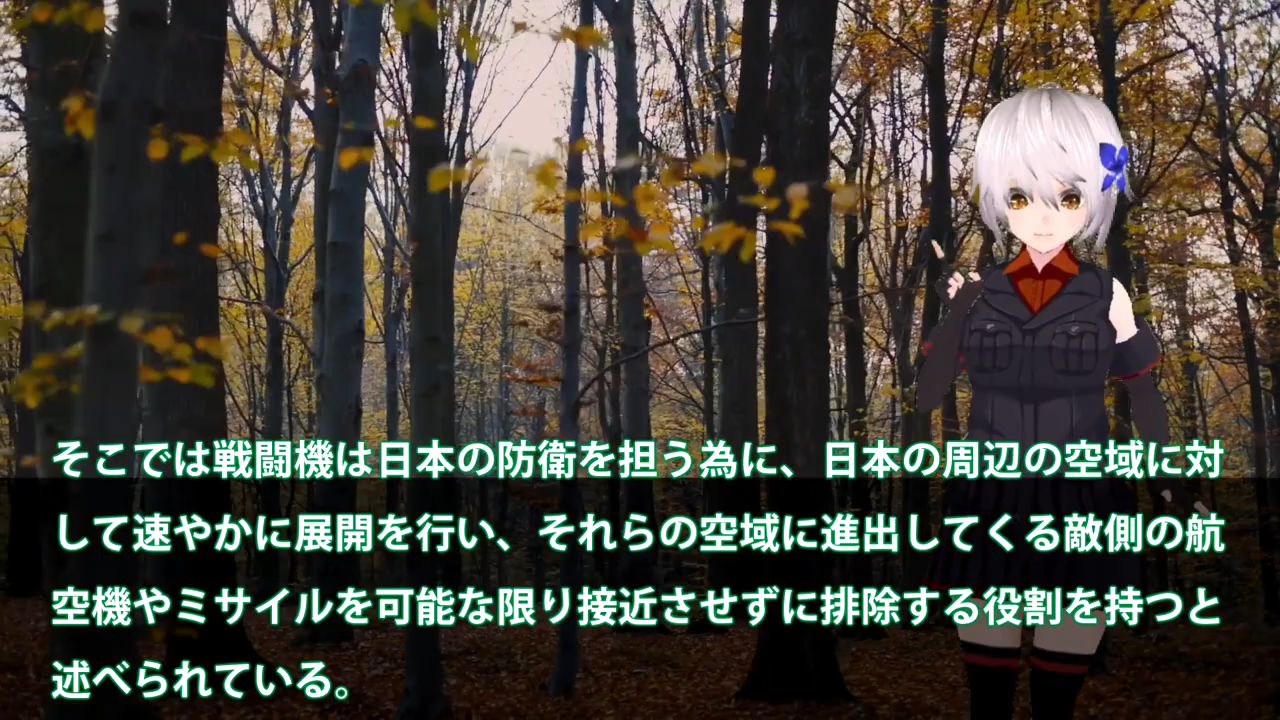 そこでは戦闘機は日本の防衛を担う為に、日本の周辺の空域に対
して速やかに展開を行い、それらの空域に進出してくる敵側の航
空機やミサイルを可能な限り接近させずに排除する役割を持つと
述べられている。